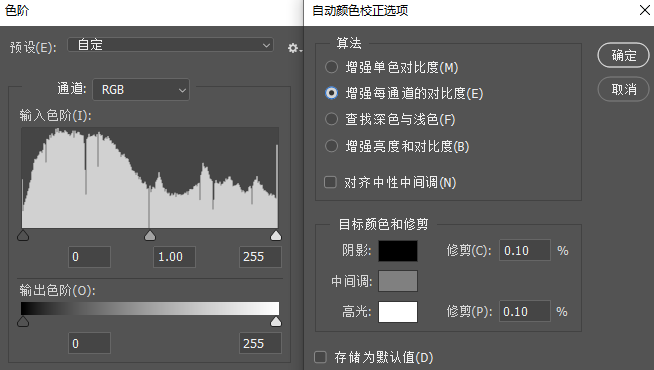 色阶
预设(E):
自定
通道:
RGB
输入色阶(I):
0
1.00
255
输出色阶(O):
0
255
自动颜色校正选项
算法
增强单色对比度(M)
增强每通道的对比度(E)
查找深色与浅色(F)
增强亮度和对比度(B)
对齐中性中间调(N)
目标颜色和修剪
阴影:
修剪(C):
0.10
%
中间调:
高光:
修剪(P):
0.10
%
存储为默认值(D)
确定
取消